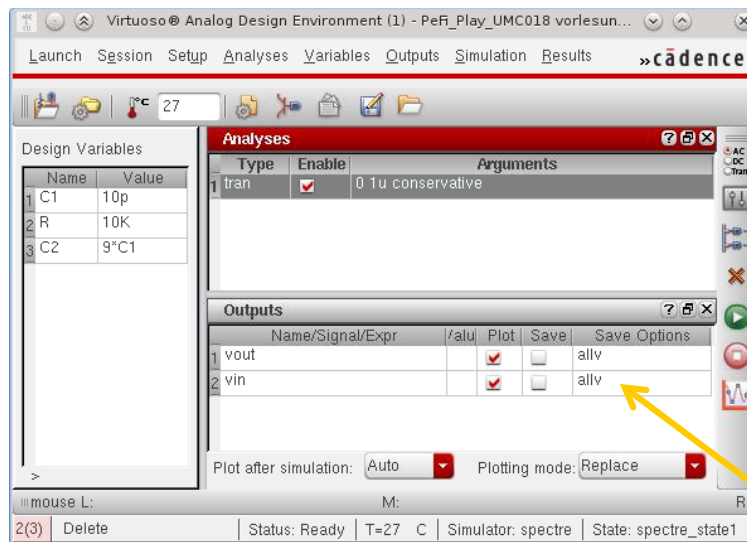 Virtuoso® Analog Design Environment (1) - PeFi_Play_UMC018 vorlesun...
Launch Session Setup Analyses Variables Outputs Simulation Results cādence
°C 27
Design Variables
Name Value
1 C1 10p
2 R 10K
3 C2 9*C1
>
Analyses
Type Enable Arguments
1 tran 0 1u conservative
AC
DC
Tran
Outputs
Name/Signal/Expr Valu Plot Save Save Options
1 vout allv
2 vin allv
Plot after simulation: Auto Plotting mode: Replace
mouse L: M: R
2(3) Delete Status: Ready T=27 C Simulator: spectre State: spectre_state1